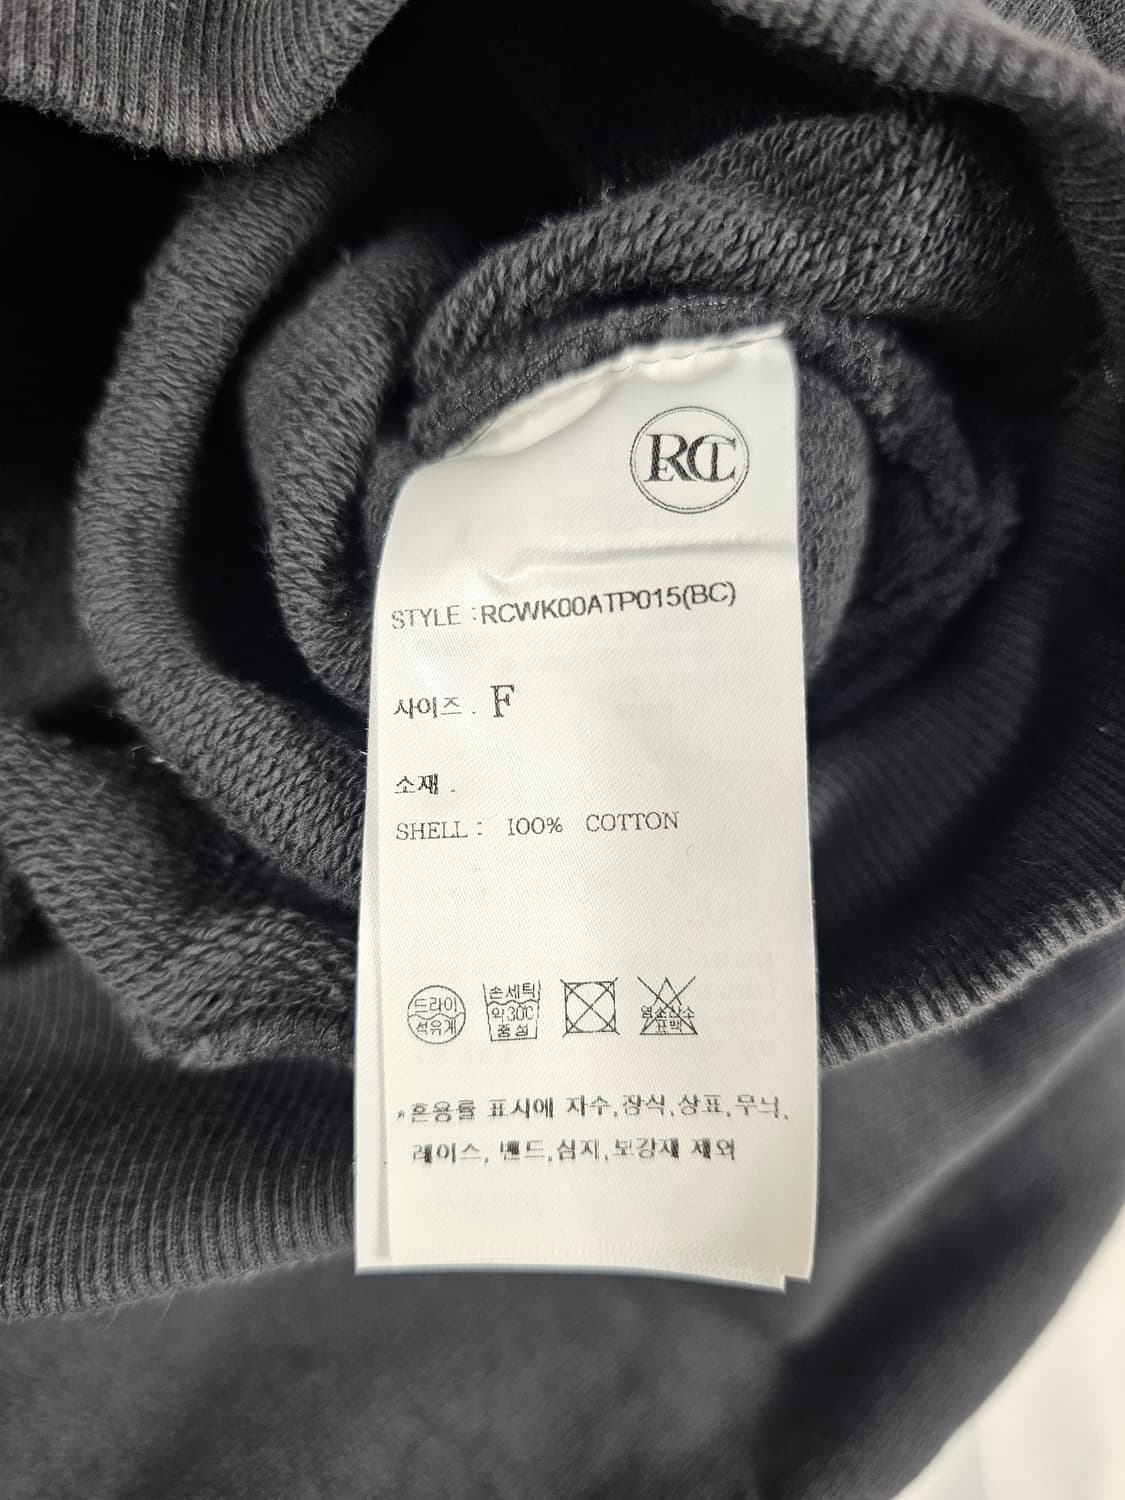 RCC
STYLE : RCWK00ATP015(BC)
사이즈 . F
소재 .
SHELL : 100% COTTON
드라이
석유계
손세탁
약30℃
중성
염소산소
표백
*혼용률 표시에 자수,장식,상표,무늬,
레이스, 밴드,심지,보강재 제외